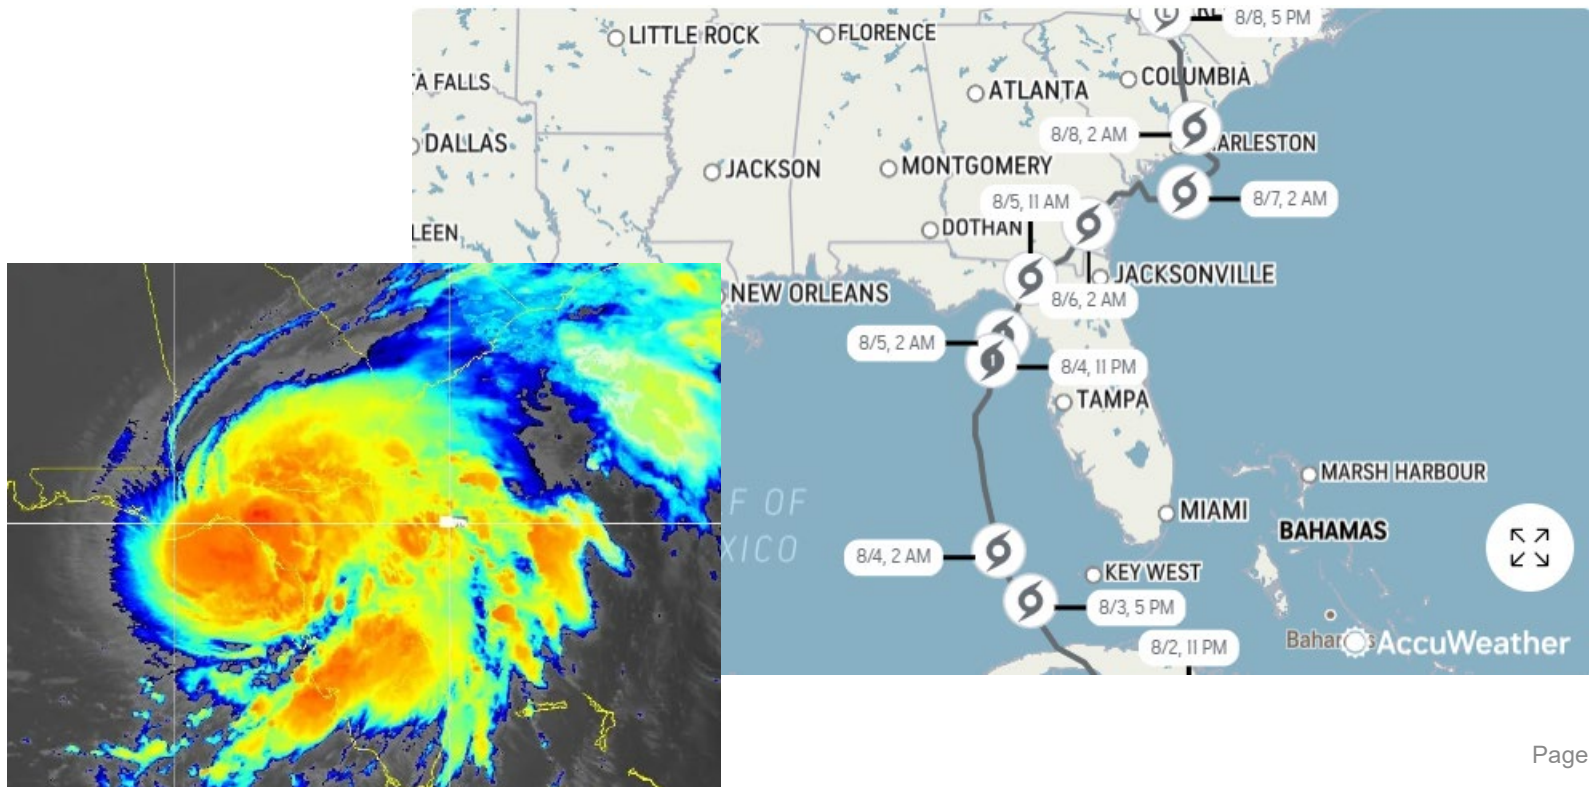 8/8, 5 PM
LITTLE ROCK
FLORENCE
A FALLS
ATLANTA
COLUMBIA
DALLAS
8/8, 2 AM
ARLESTON
JACKSON
MONTGOMERY
8/5, 11 AM
8/7, 2 AM
LEEN
DOTHAN
JACKSONVILLE
NEW ORLEANS
8/6, 2 AM
8/5, 2 AM
8/4, 11 PM
TAMPA
MARSH HARBOUR
F OF
XICO
MIAMI
BAHAMAS
8/4, 2 AM
KEY WEST
8/3, 5 PM
8/2, 11 PM
Baha
AccuWeather
Page